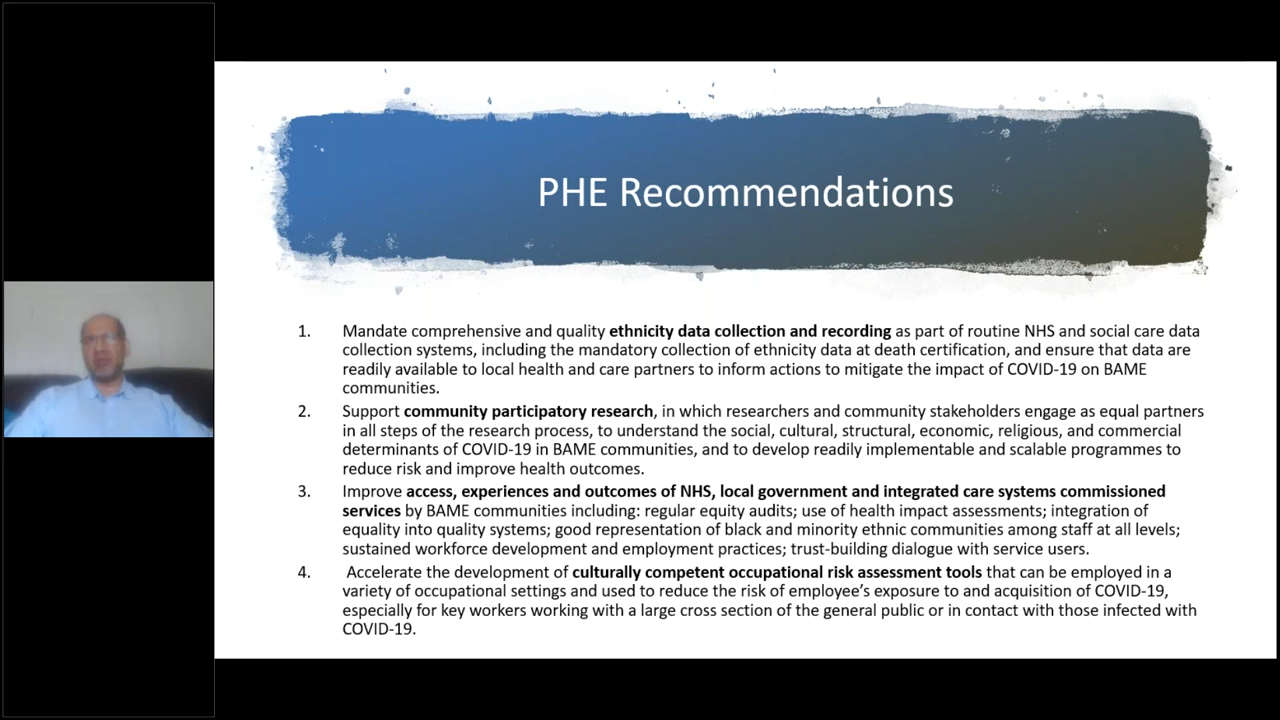 PHE Recommendations
1. Mandate comprehensive and quality ethnicity data collection and recording as part of routine NHS and social care data
collection systems, including the mandatory collection of ethnicity data at death certification, and ensure that data are
readily available to local health and care partners to inform actions to mitigate the impact of COVID-19 on BAME
communities.
2. Support community participatory research, in which researchers and community stakeholders engage as equal partners
in all steps of the research process, to understand the social, cultural, structural, economic, religious, and commercial
determinants of COVID-19 in BAME communities, and to develop readily implementable and scalable programmes to
reduce risk and improve health outcomes.
3. Improve access, experiences and outcomes of NHS, local government and integrated care systems commissioned
services by BAME communities including: regular equity audits; use of health impact assessments; integration of
equality into quality systems; good representation of black and minority ethnic communities among staff at all levels;
sustained workforce development and employment practices; trust-building dialogue with service users.
4. Accelerate the development of culturally competent occupational risk assessment tools that can be employed in a
variety of occupational settings and used to reduce the risk of employee's exposure to and acquisition of COVID-19,
especially for key workers working with a large cross section of the general public or in contact with those infected with
COVID-19.